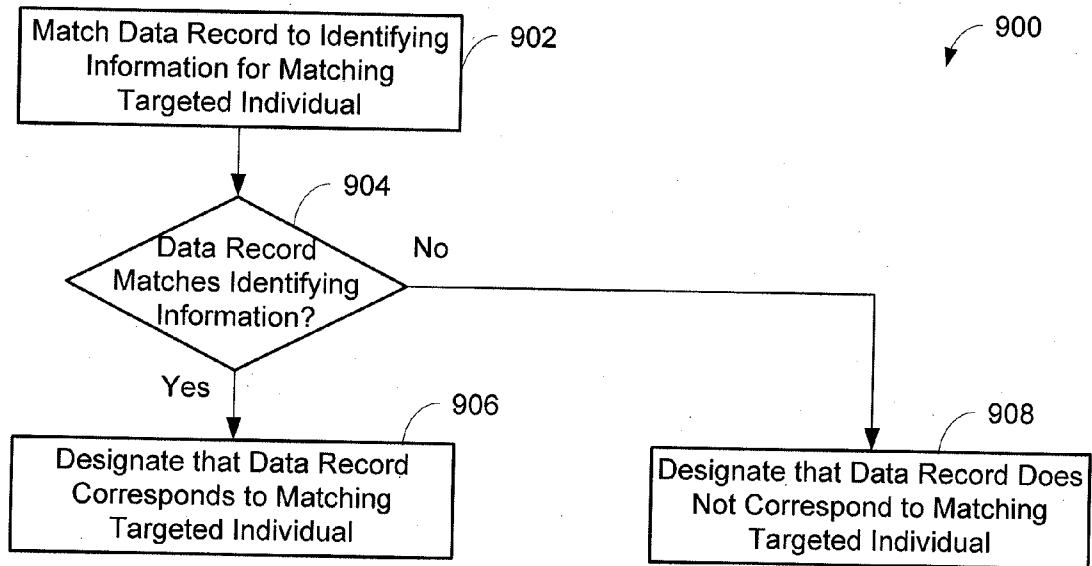 Match Data Record to Identifying
Information for Matching
Targeted Individual
902
900
904
Data Record
Matches Identifying
Information?
No
Yes
906
Designate that Data Record
Corresponds to Matching
Targeted Individual
908
Designate that Data Record Does
Not Correspond to Matching
Targeted Individual